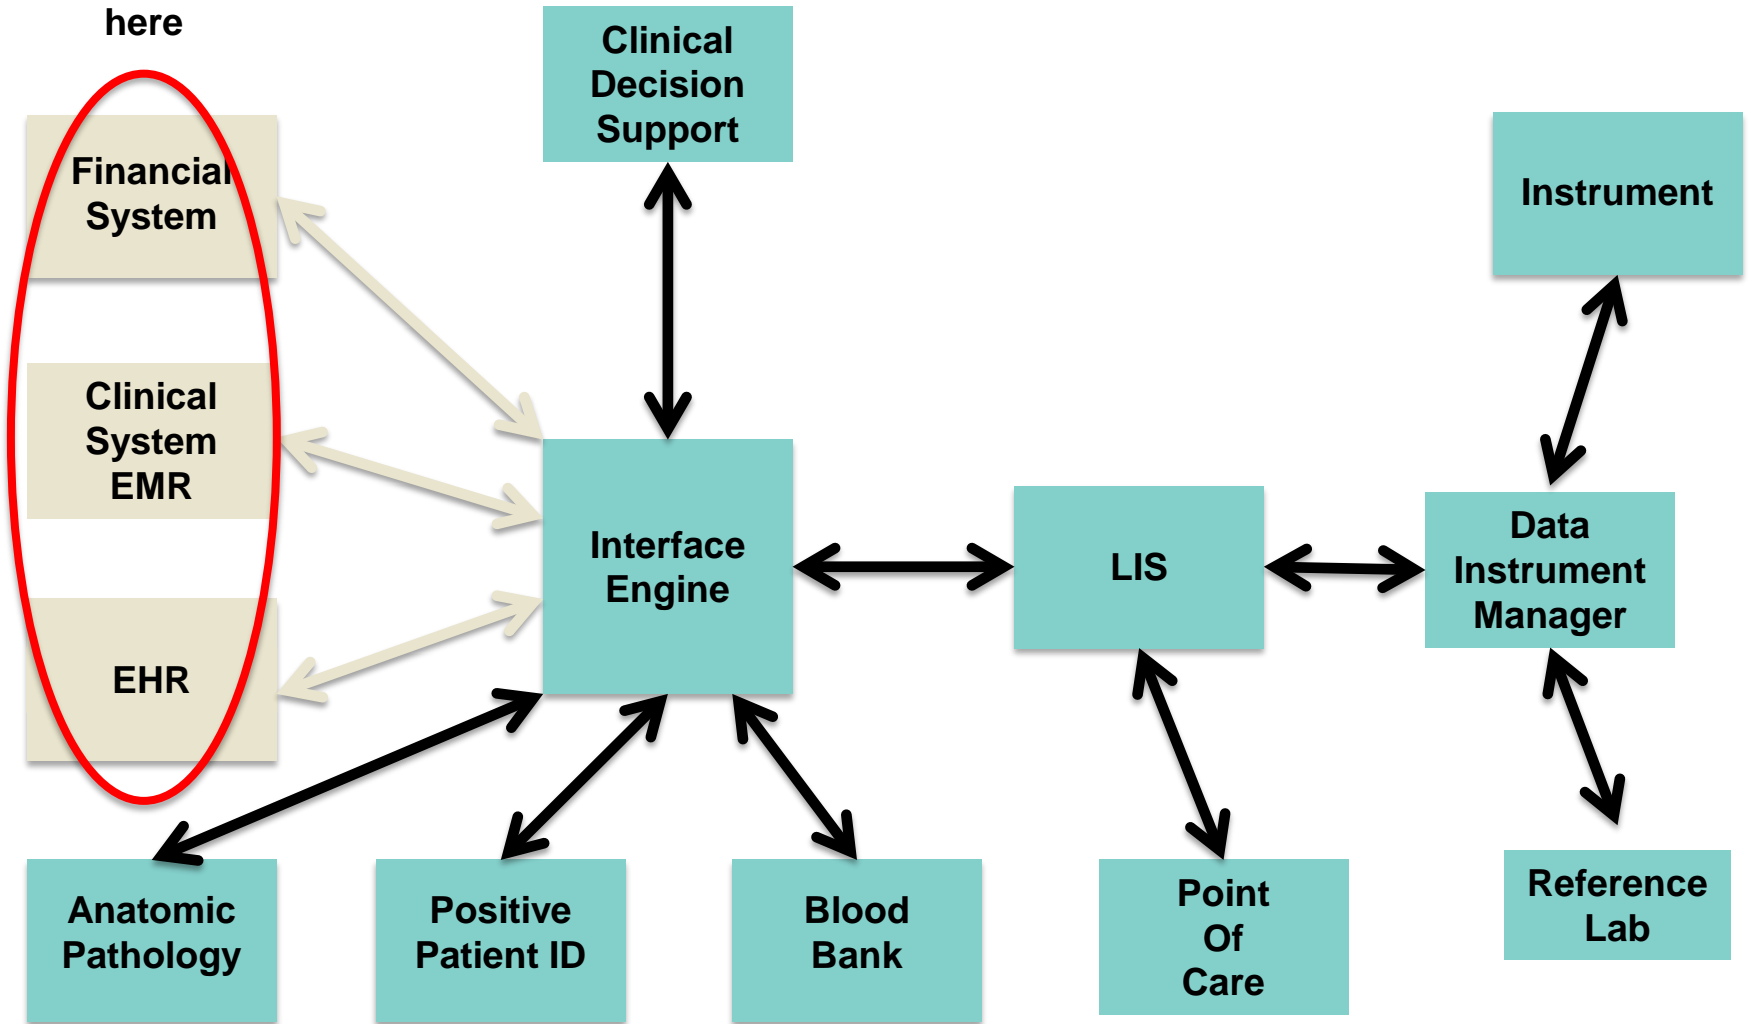 here
Clinical
Decision
Support
Financial
System
Instrument
Clinical
System
EMR
Interface
Engine
LIS
Data
Instrument
Manager
EHR
Anatomic
Pathology
Positive
Patient ID
Blood
Bank
Point
Of
Care
Reference
Lab